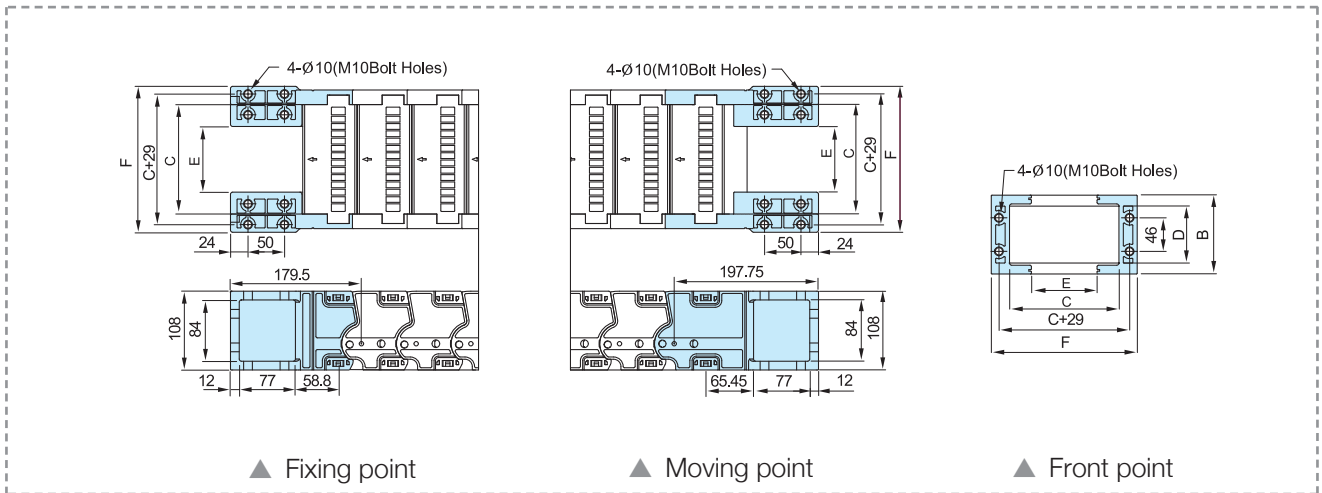 4-Ø10(M10Bolt Holes)
F
C+29
C
E
24
50
179.5
108
84
12
77
58.8
▲ Fixing point
4-Ø10(M10Bolt Holes)
E
C
C+29
F
50
24
197.75
84
108
65.45
77
12
▲ Moving point
4-Ø10(M10Bolt Holes)
46
D
B
E
C
C+29
F
▲ Front point